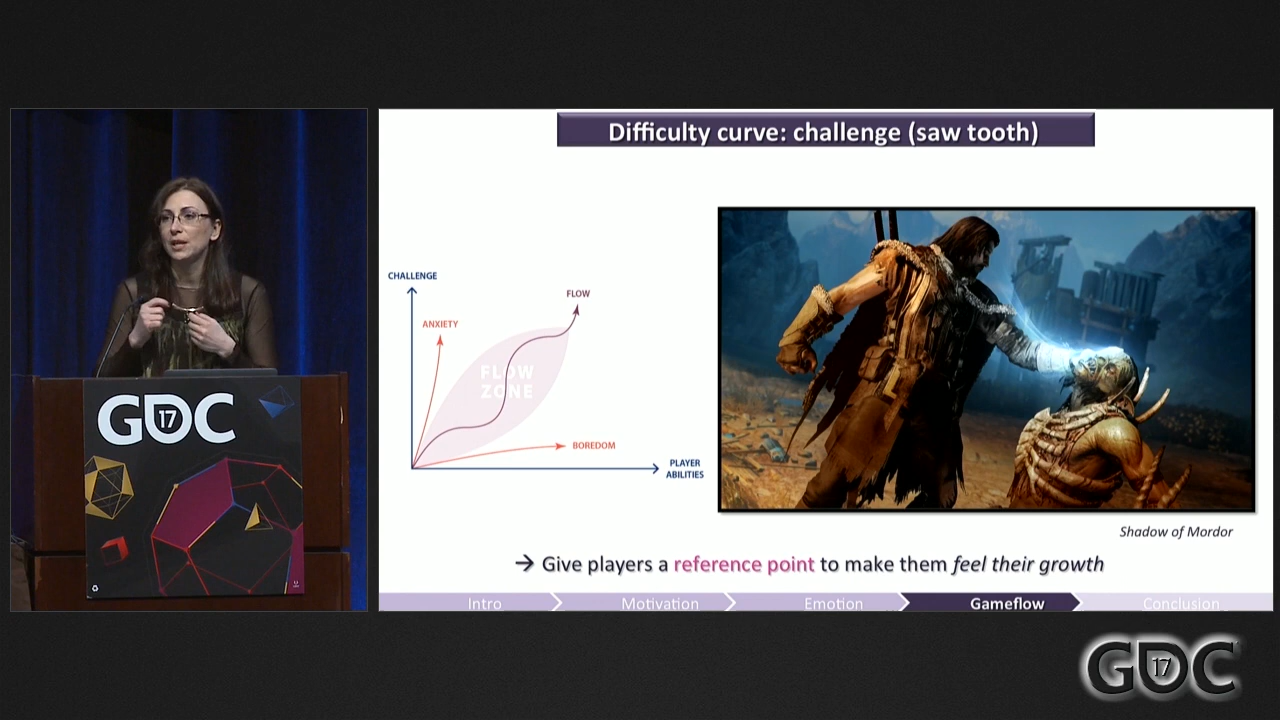 Difficulty curve: challenge (saw tooth)
CHALLENGE
FLOW
ANXIETY
FLOW
ZONE
BOREDOM
PLAYER
ABILITIES
Shadow of Mordor
→ Give players a reference point to make them feel their growth
Intro
Motivation
Emotion
Gameflow
Conclusion
GDC
17
GDC
17